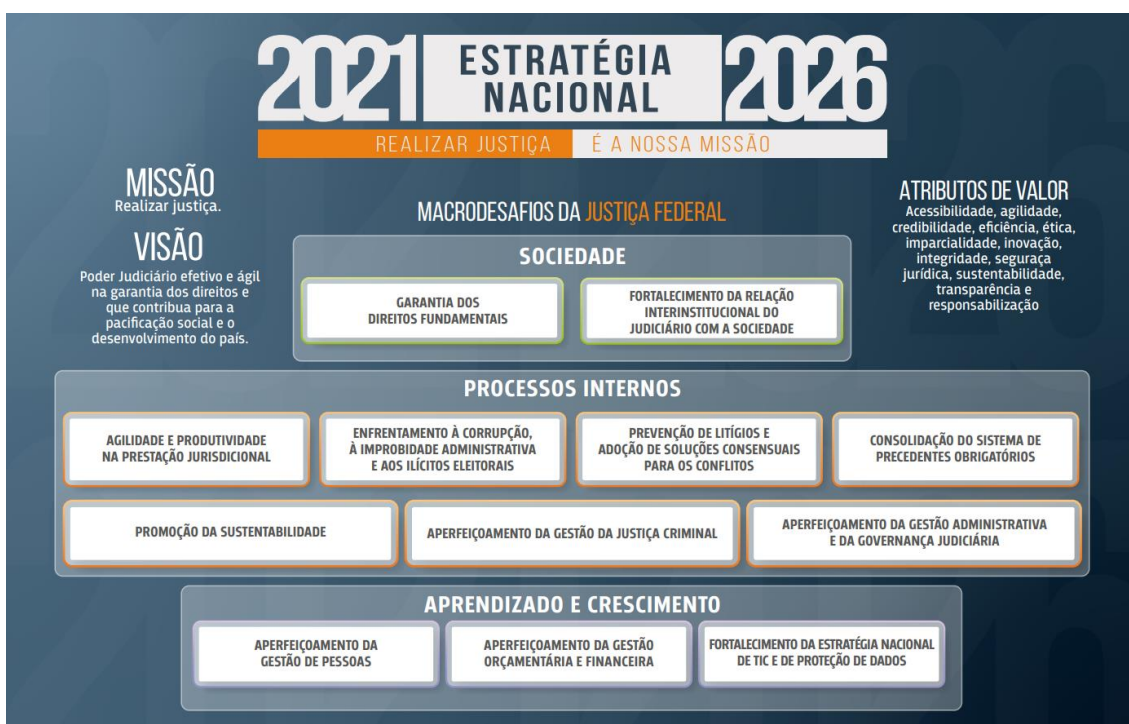 2021 ESTRATÉGIA NACIONAL 2026
REALIZAR JUSTIÇA É A NOSSA MISSÃO
MISSÃO
Realizar justiça.
VISÃO
Poder Judiciário efetivo e ágil
na garantia dos direitos e
que contribua para a
pacificação social e o
desenvolvimento do país.
MACRODESAFIOS DA JUSTIÇA FEDERAL
ATRIBUTOS DE VALOR
Acessibilidade, agilidade,
credibilidade, eficiência, ética,
imparcialidade, inovação,
integridade, seguraça
jurídica, sustentabilidade,
transparência e
responsabilização
SOCIEDADE
GARANTIA DOS
DIREITOS FUNDAMENTAIS
FORTALECIMENTO DA RELAÇÃO
INTERINSTITUCIONAL DO
JUDICIÁRIO COM A SOCIEDADE
PROCESSOS INTERNOS
AGILIDADE E PRODUTIVIDADE
NA PRESTAÇÃO JURISDICIONAL
ENFRENTAMENTO À CORRUPÇÃO,
À IMPROBIDADE ADMINISTRATIVA
E AOS ILÍCITOS ELEITORAIS
PREVENÇÃO DE LITÍGIOS E
ADOÇÃO DE SOLUÇÕES CONSENSUAIS
PARA OS CONFLITOS
CONSOLIDAÇÃO DO SISTEMA DE
PRECEDENTES OBRIGATÓRIOS
PROMOÇÃO DA SUSTENTABILIDADE
APERFEIÇOAMENTO DA GESTÃO DA JUSTIÇA CRIMINAL
APERFEIÇOAMENTO DA GESTÃO ADMINISTRATIVA
E DA GOVERNANÇA JUDICIÁRIA
APRENDIZADO E CRESCIMENTO
APERFEIÇOAMENTO DA
GESTÃO DE PESSOAS
APERFEIÇOAMENTO DA GESTÃO
ORÇAMENTÁRIA E FINANCEIRA
FORTALECIMENTO DA ESTRATÉGIA NACIONAL
DE TIC E DE PROTEÇÃO DE DADOS